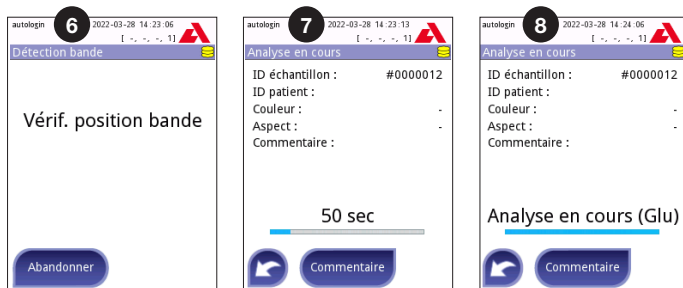 6
autologin 2022-03-28 14:23:06
[ -, -, -, 1]
Détection bande
Vérif. position bande
Abandonner
7
autologin 2022-03-28 14:23:13
[ -, -, -, 1]
Analyse en cours
ID échantillon : #0000012
ID patient :
Couleur : -
Aspect : -
Commentaire :
50 sec
Commentaire
8
autologin 2022-03-28 14:24:06
[ -, -, -, 1]
Analyse en cours
ID échantillon : #0000012
ID patient :
Couleur : -
Aspect : -
Commentaire :
Analyse en cours (Glu)
Commentaire